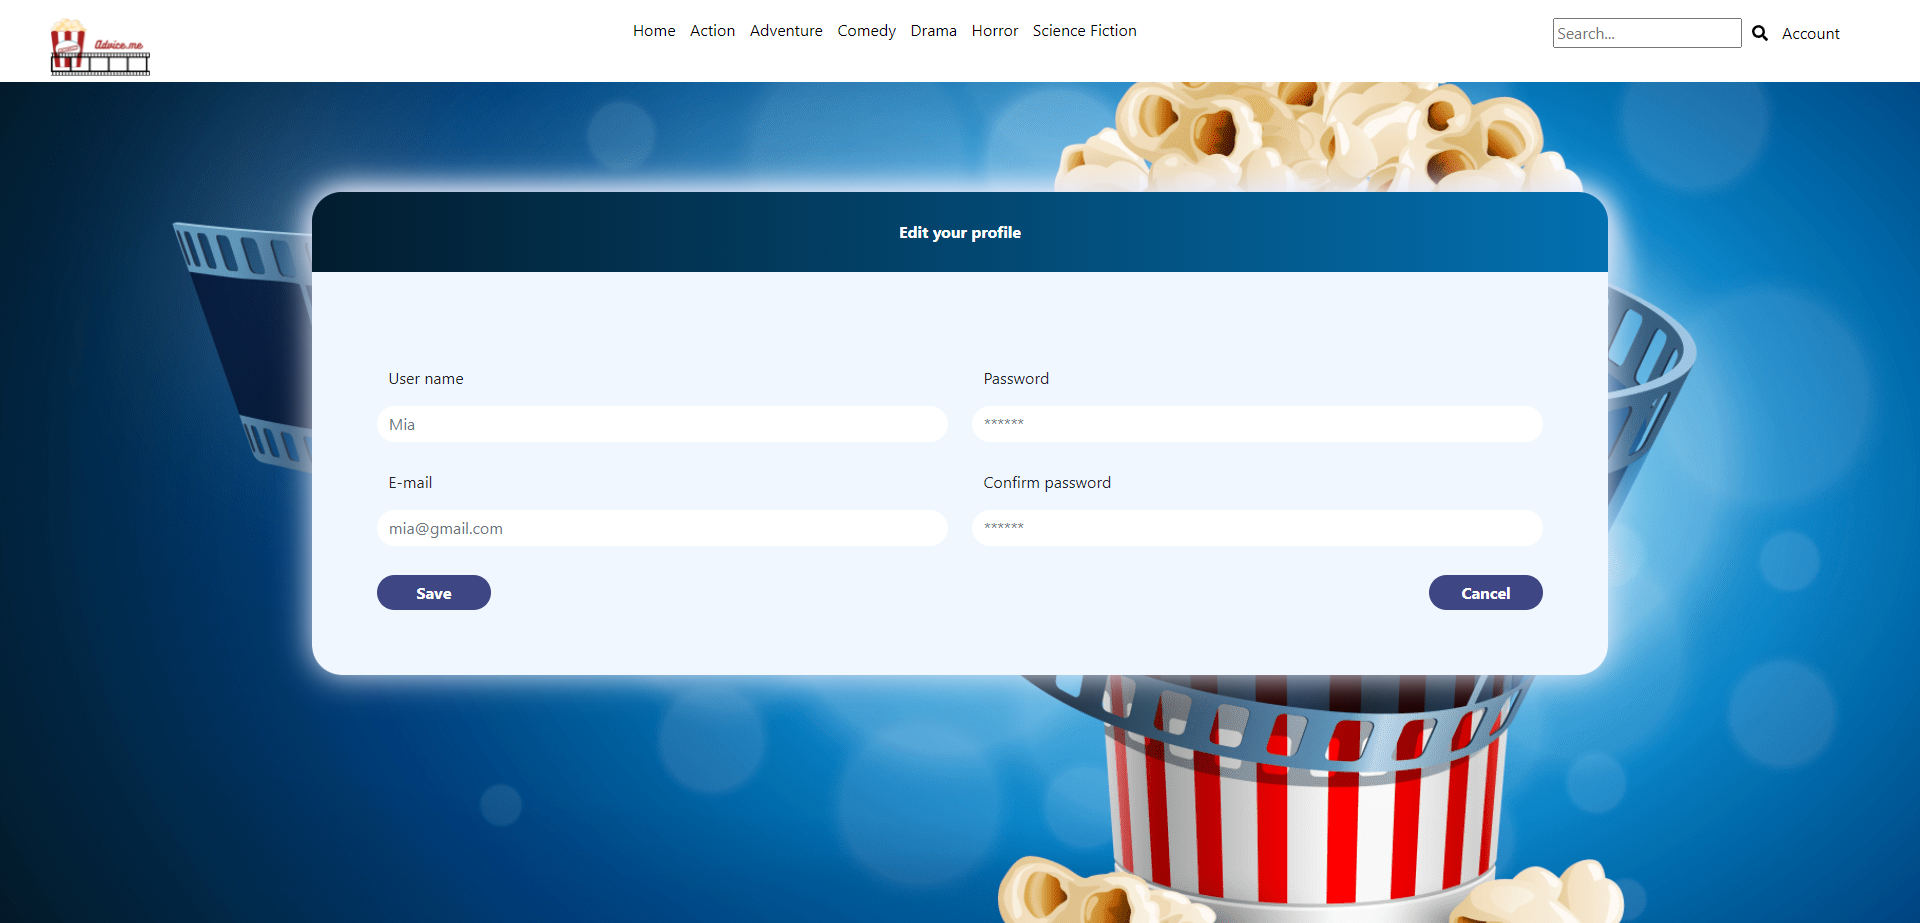 Advice.me
Home Action Adventure Comedy Drama Horror Science Fiction
Search...
Account
Edit your profile
User name
Password
Mia
******
E-mail
Confirm password
mia@gmail.com
******
Save
Cancel